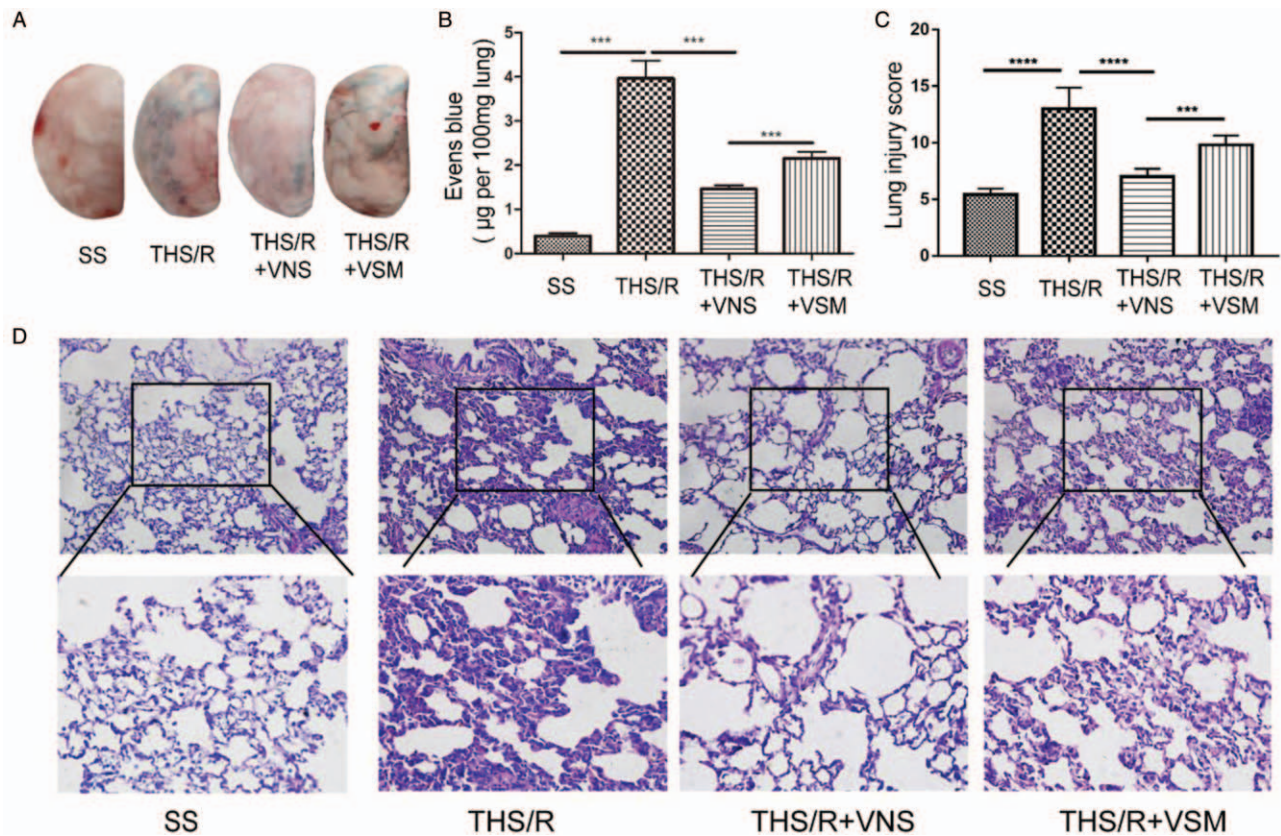 A
SS
THS/R
THS/R
+VNS
THS/R
+VSM
B
Evens blue
( µg per 100mg lung)
5
4
3
2
1
0
***
***
***
SS
THS/R
THS/R
+VNS
THS/R
+VSM
C
Lung injury score
20
15
10
5
0
****
****
***
SS
THS/R
THS/R
+VNS
THS/R
+VSM
D
SS
THS/R
THS/R+VNS
THS/R+VSM